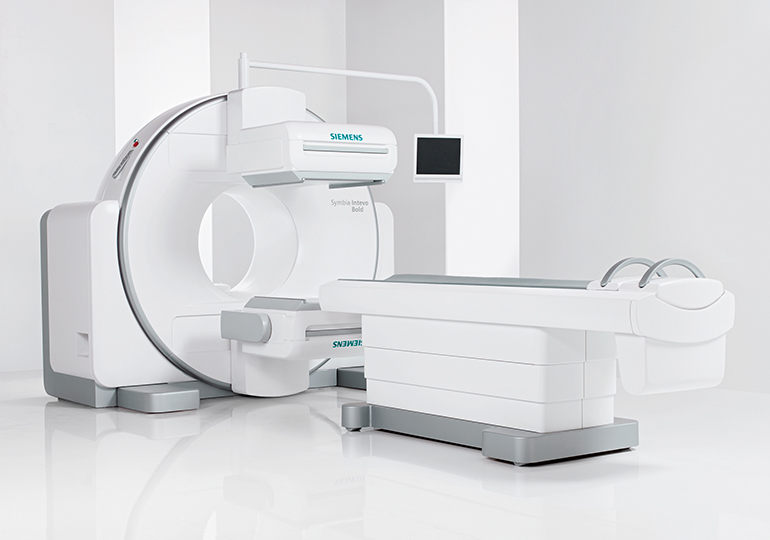 SIEMENS
Symbia Intevo
Bold
SIEMENS